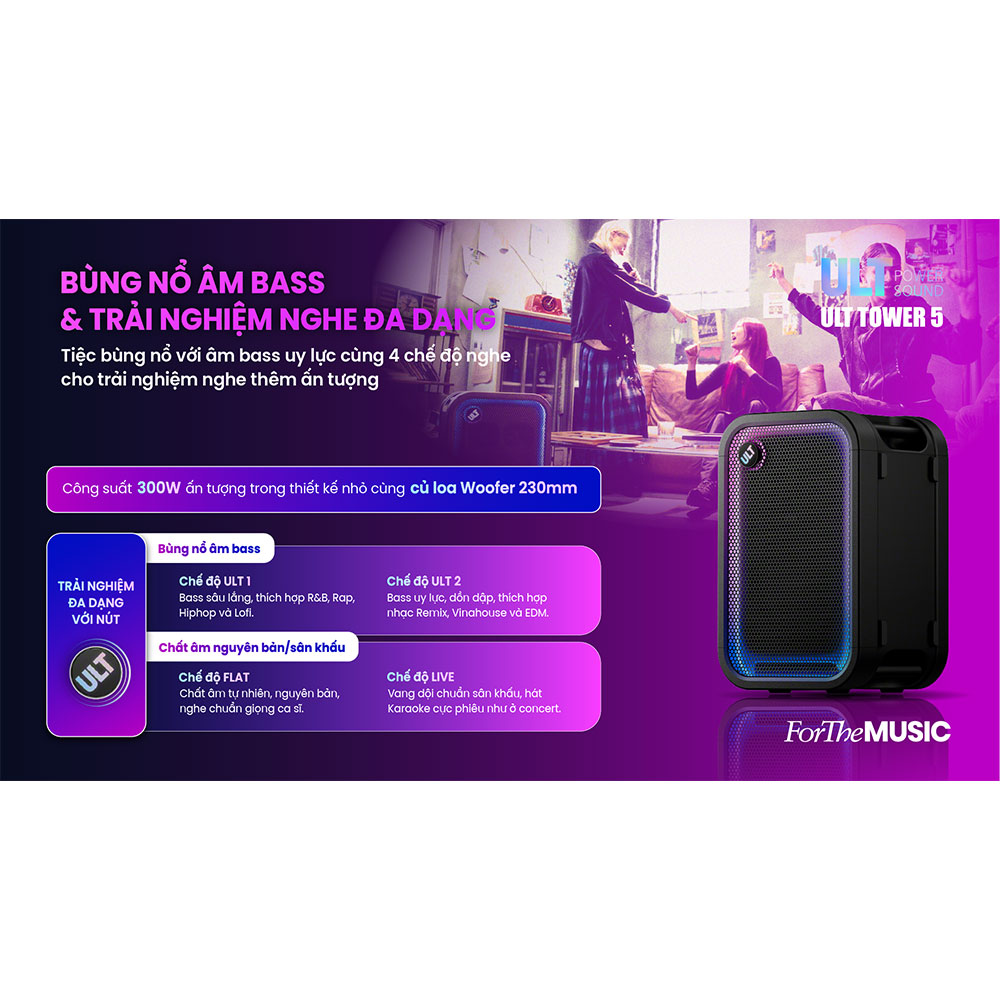 BÙNG NỔ ÂM BASS
& TRẢI NGHIỆM NGHE ĐA DẠNG
Tiệc bùng nổ với âm bass uy lực cùng 4 chế độ nghe
cho trải nghiệm nghe thêm ấn tượng
ULT POWER SOUND
ULT TOWER 5
ULT
ULT
Công suất 300W ấn tượng trong thiết kế nhỏ cùng củ loa Woofer 230mm
TRẢI NGHIỆM
ĐA DẠNG
VỚI NÚT
ULT
Bùng nổ âm bass
Chế độ ULT 1
Bass sâu lắng, thích hợp R&B, Rap,
Hiphop và Lofi.
Chế độ ULT 2
Bass uy lực, dồn dập, thích hợp
nhạc Remix, Vinahouse và EDM.
Chất âm nguyên bản/sân khấu
Chế độ FLAT
Chất âm tự nhiên, nguyên bản,
nghe chuẩn giọng ca sĩ.
Chế độ LIVE
Vang dội chuẩn sân khấu, hát
Karaoke cực phiêu như ở concert.
ForTheMUSIC